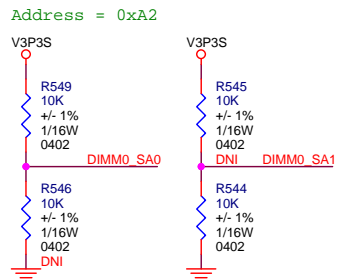 Address = 0xA2
V3P3S
V3P3S
R549
10K
+/- 1%
1/16W
0402
R545
10K
+/- 1%
1/16W
0402
DNI
DIMM0_SA0
DIMM0_SA1
R546
10K
+/- 1%
1/16W
0402
DNI
R544
10K
+/- 1%
1/16W
0402